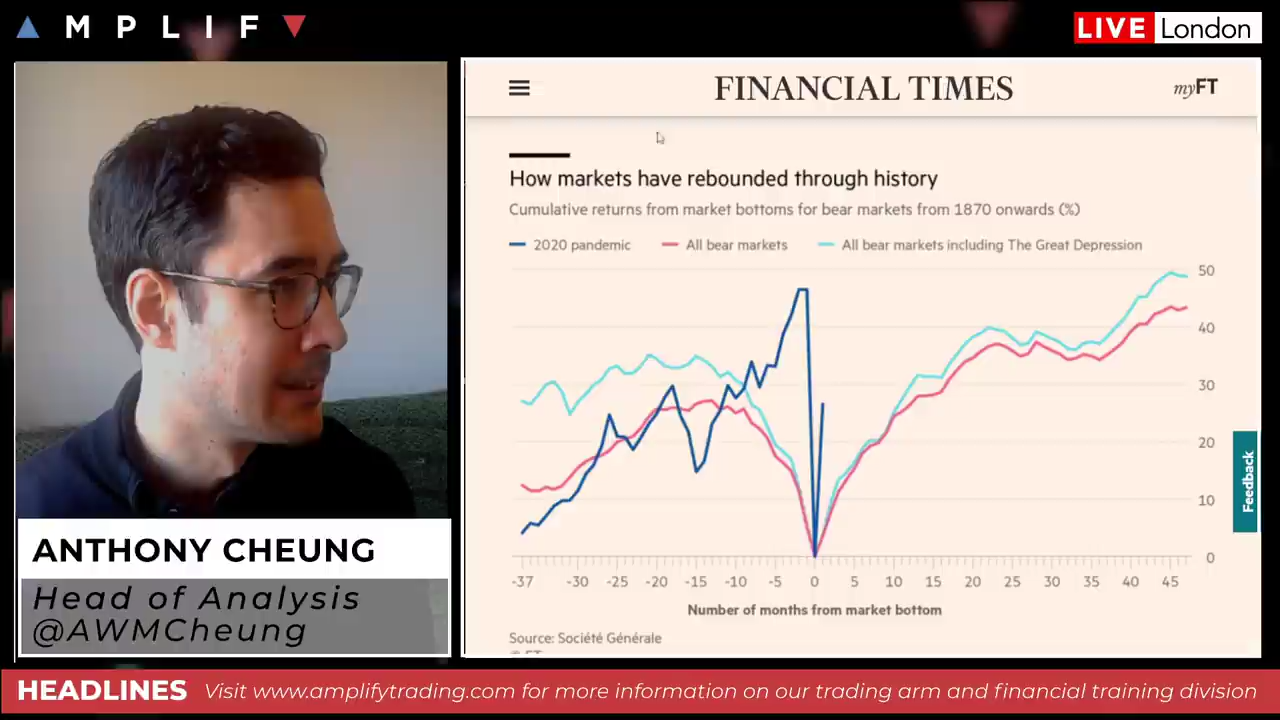 AMPLIFY
LIVE London
FINANCIAL TIMES
myFT
How markets have rebounded through history
Cumulative returns from market bottoms for bear markets from 1870 onwards (%)
2020 pandemic All bear markets All bear markets including The Great Depression
50
40
30
20
10
0
-37 -30 -25 -20 -15 -10 -5 0 5 10 15 20 25 30 35 40 45
Number of months from market bottom
Source: Société Générale
© FT
Feedback
ANTHONY CHEUNG
Head of Analysis
@AWMCheung
HEADLINES Visit www.amplifytrading.com for more information on our trading arm and financial training division